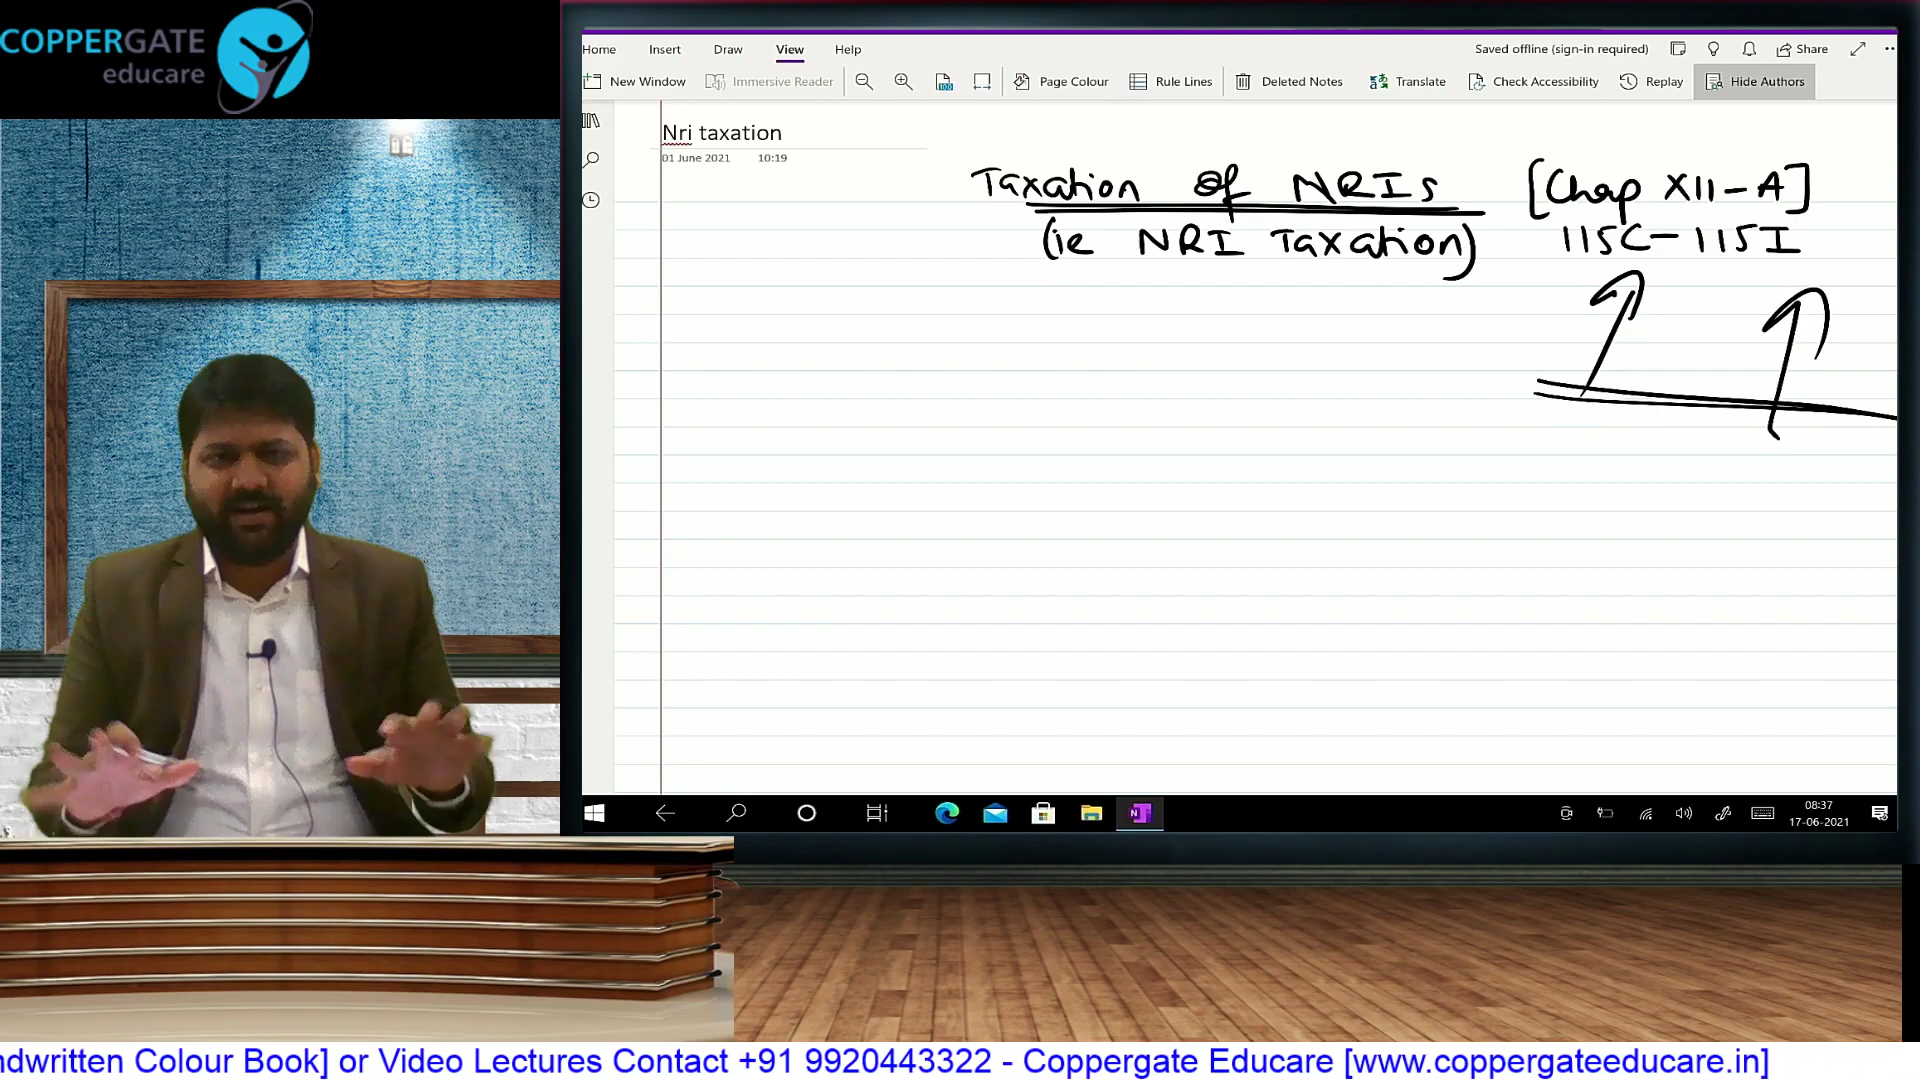 COPPERGATE
educare
Home Insert Draw View Help
Saved offline (sign-in required) Share
New Window Immersive Reader Page Colour Rule Lines Deleted Notes Translate Check Accessibility Replay Hide Authors
Nri taxation
01 June 2021 10:19
Taxation of NRIs [Chap XII-A]
(ie NRI Taxation) 115C-115I
08:37
17-06-2021
ndwritten Colour Book] or Video Lectures Contact +91 9920443322 - Coppergate Educare [www.coppergateeducare.in]